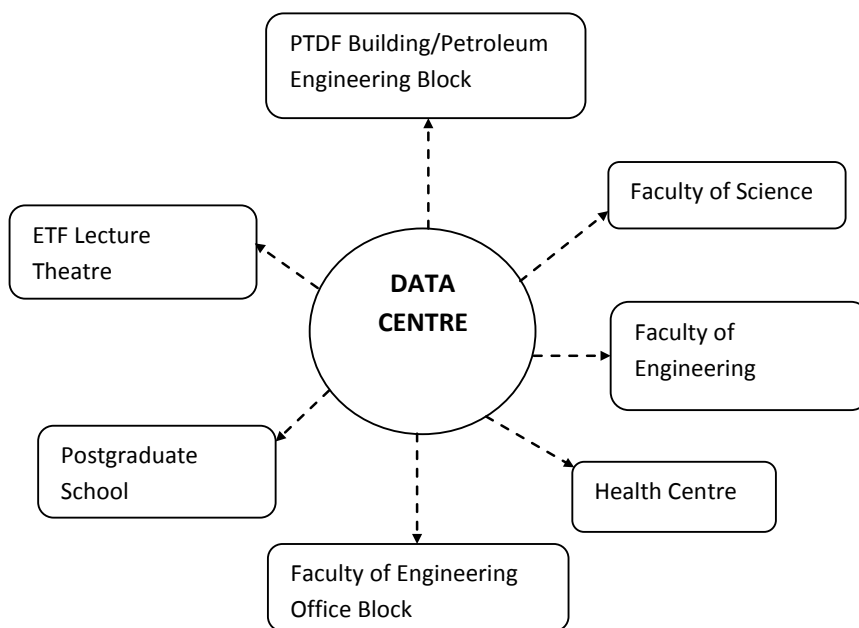 PTDF Building/Petroleum
Engineering Block
Faculty of Science
ETF Lecture
Theatre
DATA
CENTRE
Faculty of
Engineering
Postgraduate
School
Health Centre
Faculty of Engineering
Office Block